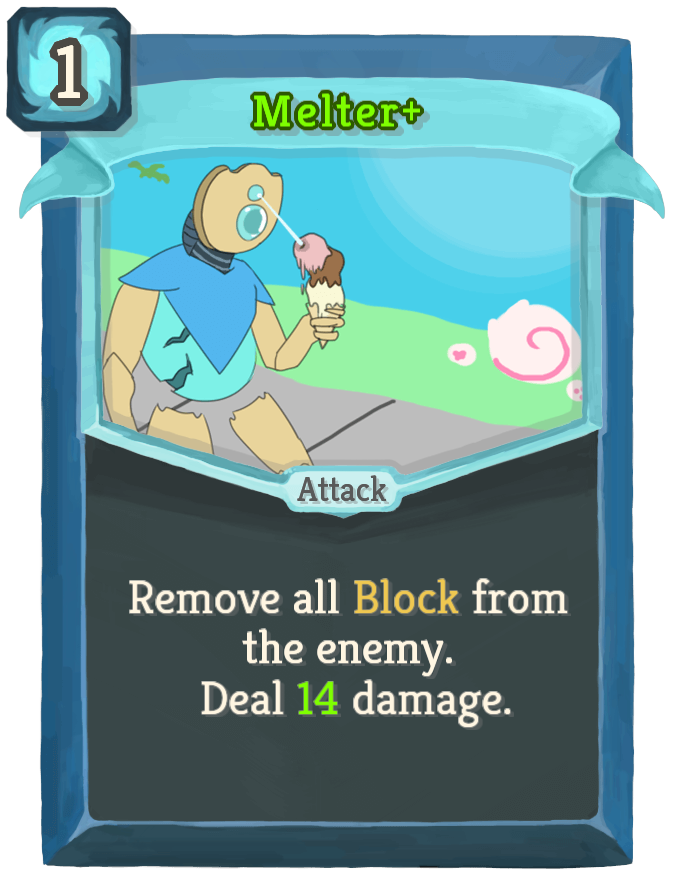 1
Melter+
Attack
Remove all Block from
the enemy.
Deal 14 damage.